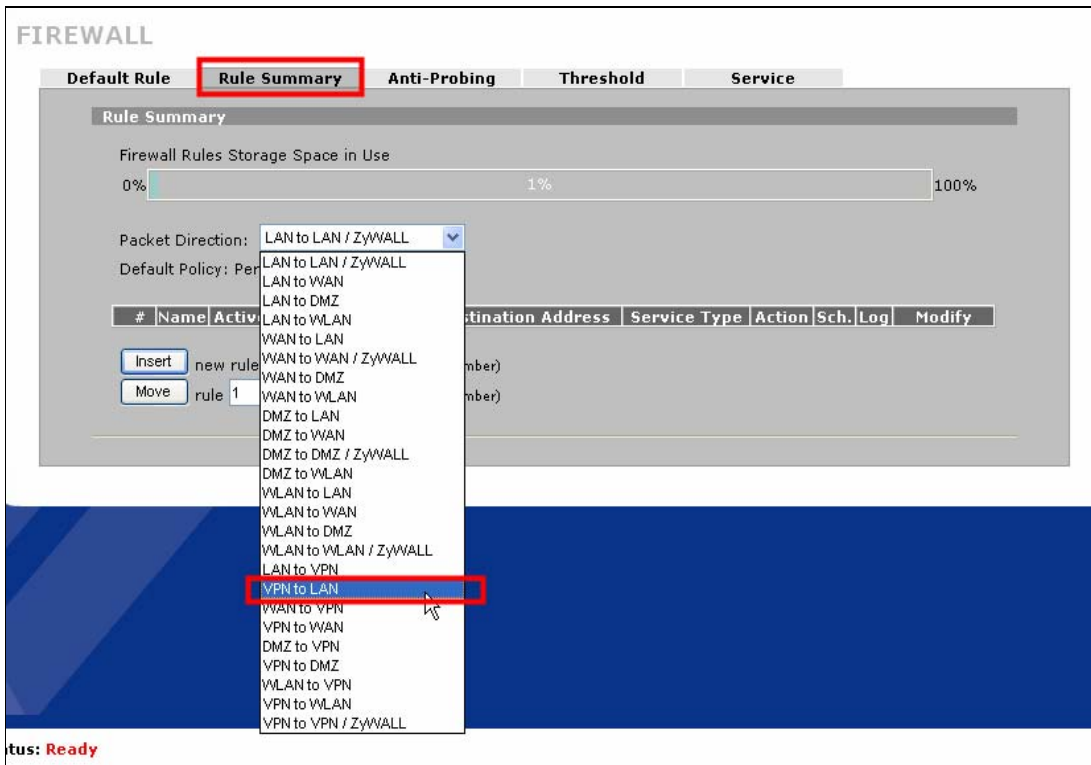 FIREWALL
Default Rule Rule Summary Anti-Probing Threshold Service
Rule Summary
Firewall Rules Storage Space in Use
0% 1% 100%
Packet Direction: LAN to LAN / ZyWALL
Default Policy: Per
# Name Activ stination Address Service Type Action Sch. Log Modify
Insert new rule mber)
Move rule 1 mber)
LAN to LAN / ZyWALL
LAN to WAN
LAN to DMZ
LAN to WLAN
WAN to LAN
WAN to WAN / ZyWALL
WAN to DMZ
WAN to WLAN
DMZ to LAN
DMZ to WAN
DMZ to DMZ / ZyWALL
DMZ to WLAN
WLAN to LAN
WLAN to WAN
WLAN to DMZ
WLAN to WLAN / ZyWALL
LAN to VPN
VPN to LAN
WAN to VPN
VPN to WAN
DMZ to VPN
VPN to DMZ
WLAN to VPN
VPN to WLAN
VPN to VPN / ZyWALL
atus: Ready